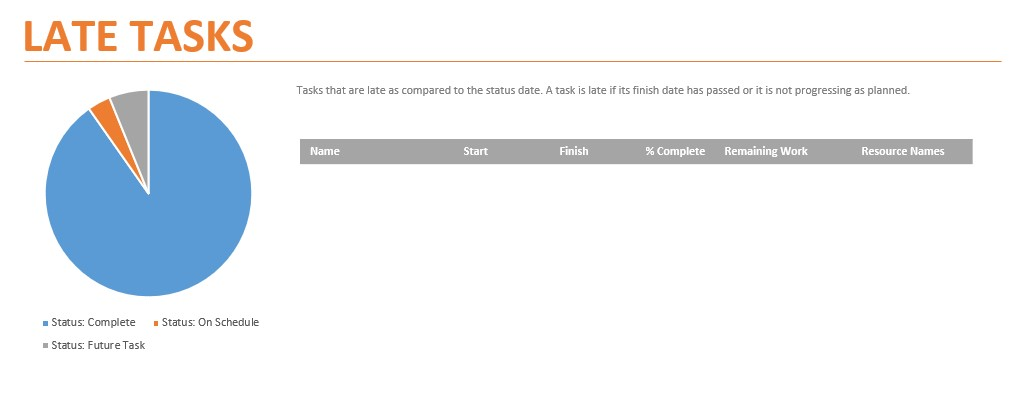 LATE TASKS
Tasks that are late as compared to the status date. A task is late if its finish date has passed or it is not progressing as planned.
Name Start Finish % Complete Remaining Work Resource Names
Status: Complete Status: On Schedule
Status: Future Task